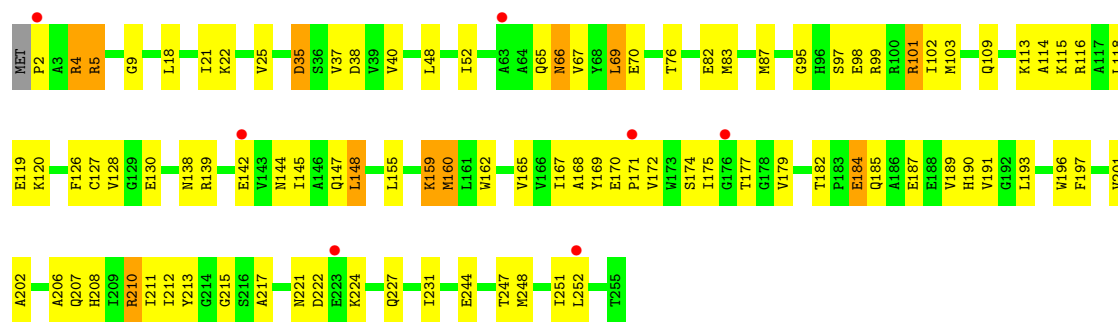 MET P2 A3 R4 R5 G9 L18 I21 K22 V25 D35 S36 V37 D38 V39 V40 L48 I52 A63 A64 Q65 N66 V67 Y68 L69 E70 T76 E82 M83 M87 G95 H96 S97 E98 R99 R100 R101 I102 M103 Q109 K113 A114 K115 R116 A117
E119 K120 F126 C127 V128 G129 E130 N138 R139 E142 V143 N144 I145 A146 Q147 L148 L155 K159 M160 L161 W162 V165 V166 I167 A168 Y169 E170 P171 V172 W173 S174 I175 G176 T177 G178 V179 T182 P183 E184 Q185 A186 E187 E188 V189 H190 V191 G192 L193 W196 F197
A202 A206 Q207 H208 I209 R210 I211 I212 Y213 G214 G215 S216 A217 N221 D222 E223 K224 Q227 I231 E244 T247 M248 I251 L252 T255